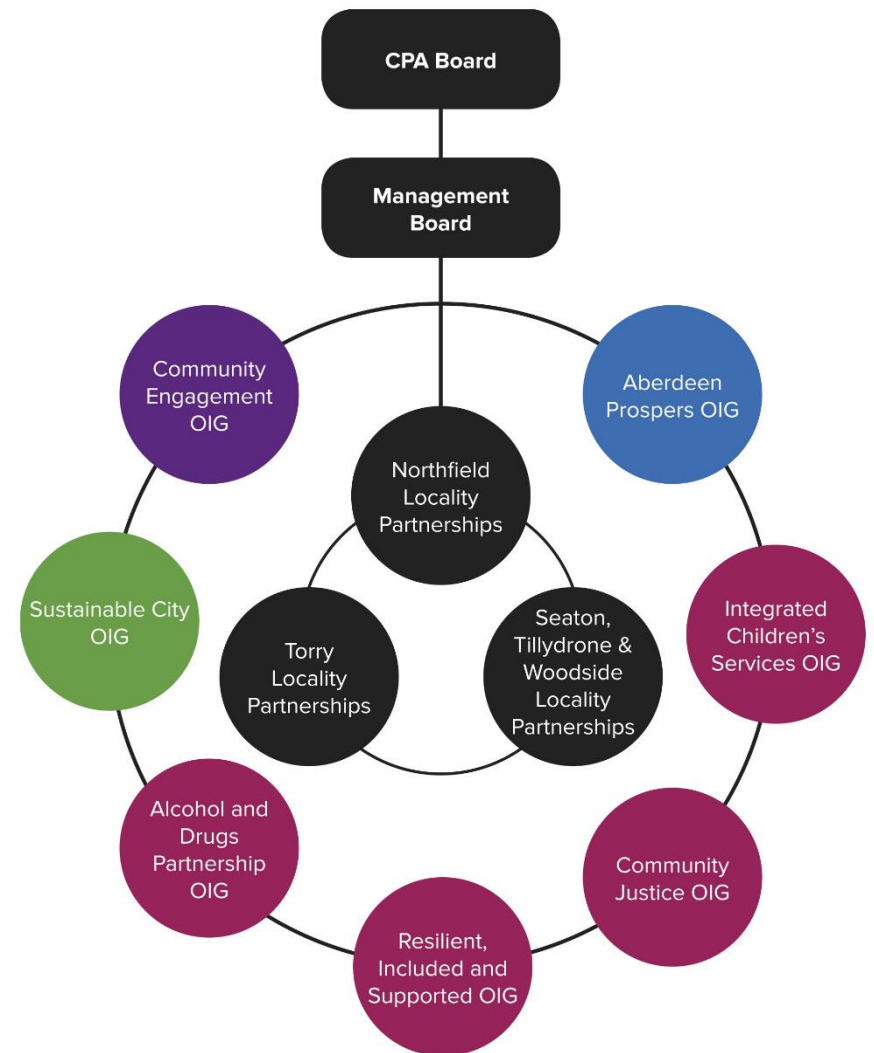 CPA Board
Management
Board
Community
Engagement
OIG
Aberdeen
Prospers OIG
Northfield
Locality
Partnerships
Sustainable City
OIG
Torry
Locality
Partnerships
Seaton,
Tillydrone &
Woodside
Locality
Partnerships
Integrated
Children’s
Services OIG
Alcohol and
Drugs
Partnership
OIG
Community
Justice OIG
Resilient,
Included and
Supported OIG